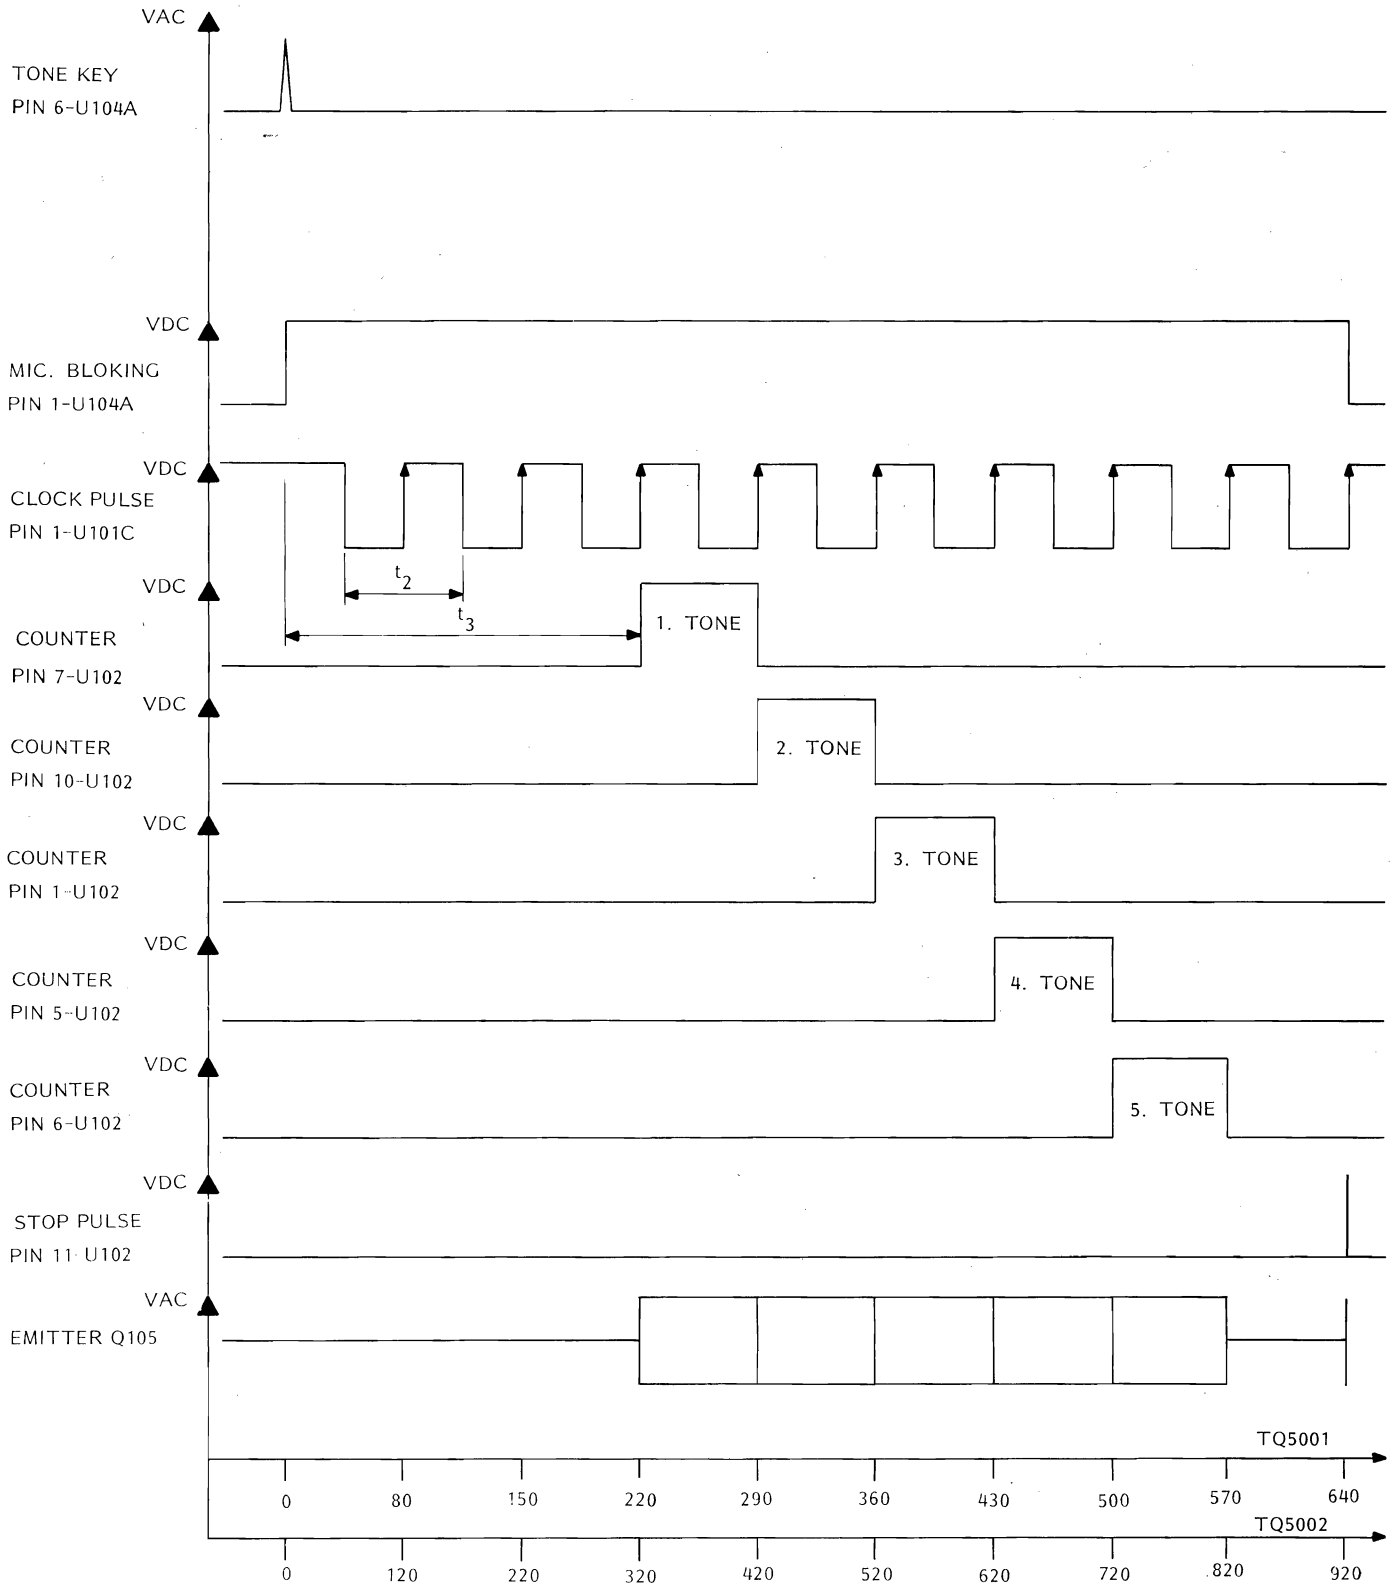 VAC
TONE KEY
PIN 6-U104A
VDC
MIC. BLOKING
PIN 1-U104A
VDC
CLOCK PULSE
PIN 1-U101C
t2
t3
VDC
COUNTER
PIN 7-U102
1. TONE
VDC
COUNTER
PIN 10-U102
2. TONE
VDC
COUNTER
PIN 1-U102
3. TONE
VDC
COUNTER
PIN 5-U102
4. TONE
VDC
COUNTER
PIN 6-U102
5. TONE
VDC
STOP PULSE
PIN 11-U102
VAC
EMITTER Q105
TQ5001
0 80 150 220 290 360 430 500 570 640
TQ5002
0 120 220 320 420 520 620 720 820 920